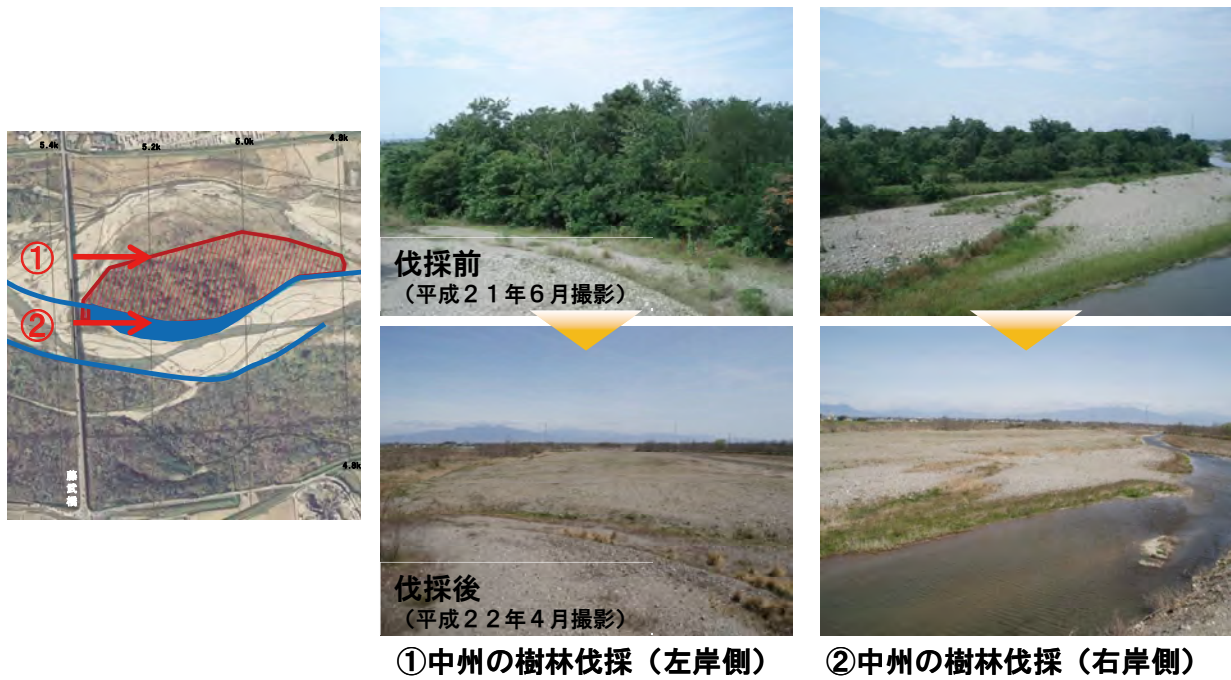 5.4k
5.2k
5.0k
4.8k
①
②
4.8k
伐採前
（平成２１年６月撮影）
伐採後
（平成２２年４月撮影）
①中州の樹林伐採（左岸側）
②中州の樹林伐採（右岸側）